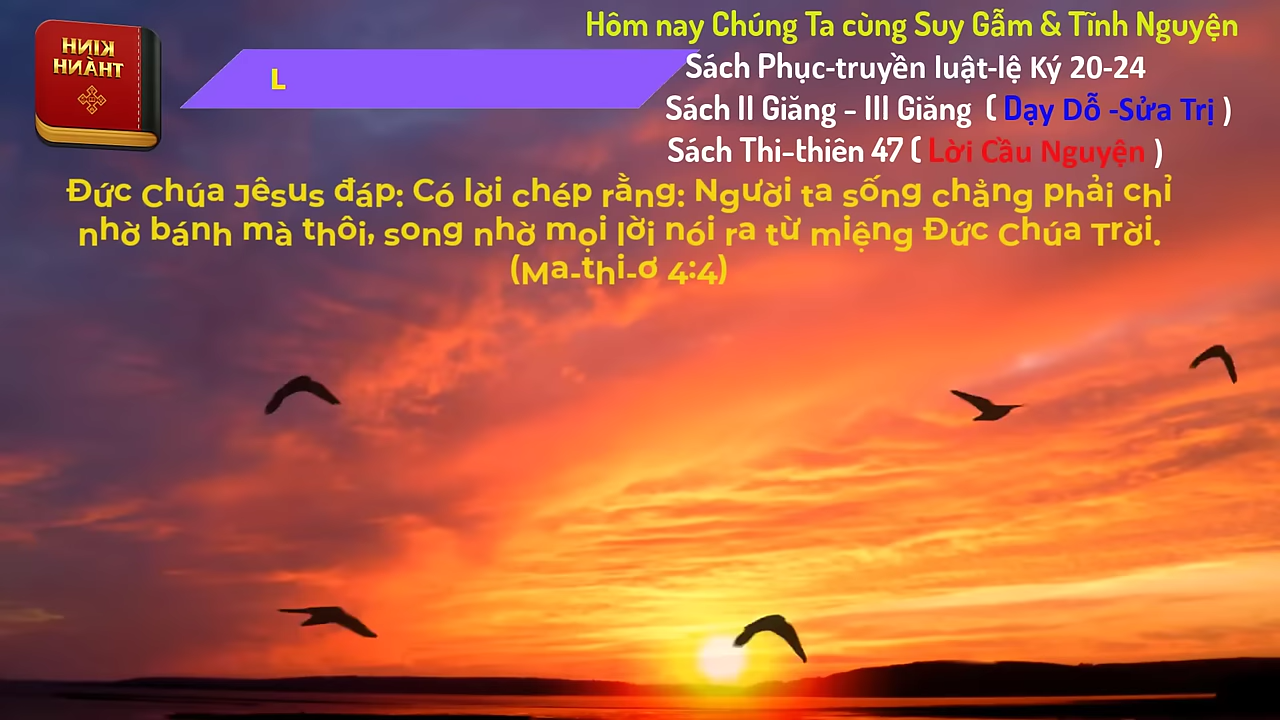 KINH
THÁNH
L
Hôm nay Chúng Ta cùng Suy Gẫm & Tĩnh Nguyện
Sách Phục-truyền luật-lệ Ký 20-24
Sách II Giăng - III Giăng ( Dạy Dỗ -Sửa Trị )
Sách Thi-thiên 47 ( Lời Cầu Nguyện )
Đức Chúa Jêsus đáp: Có lời chép rằng: Người ta sống chẳng phải chỉ
nhờ bánh mà thôi, song nhờ mọi lời nói ra từ miệng Đức Chúa Trời.
(Ma-thi-ơ 4:4)